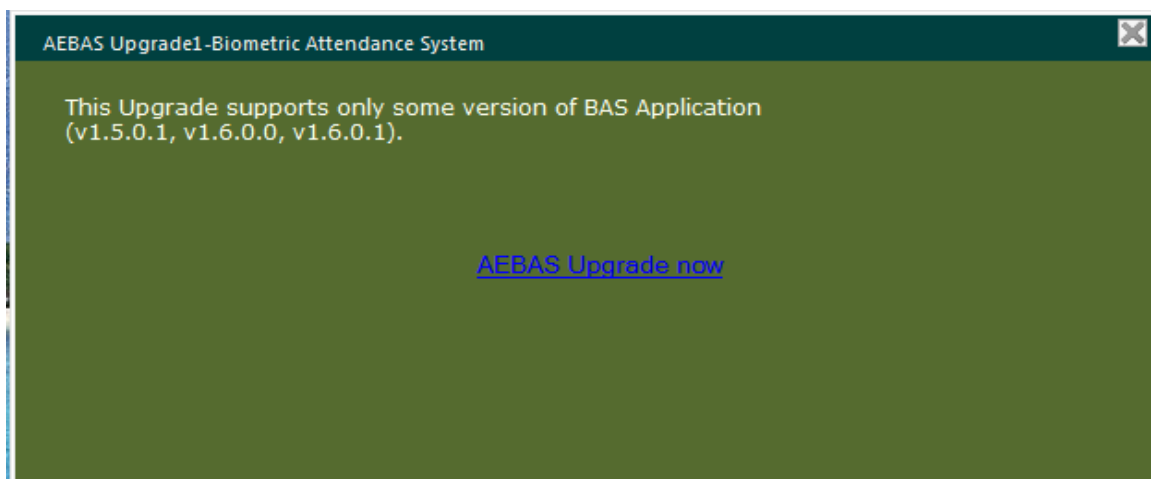 AEBAS Upgrade1-Biometric Attendance System
This Upgrade supports only some version of BAS Application
(v1.5.0.1, v1.6.0.0, v1.6.0.1).
AEBAS Upgrade now